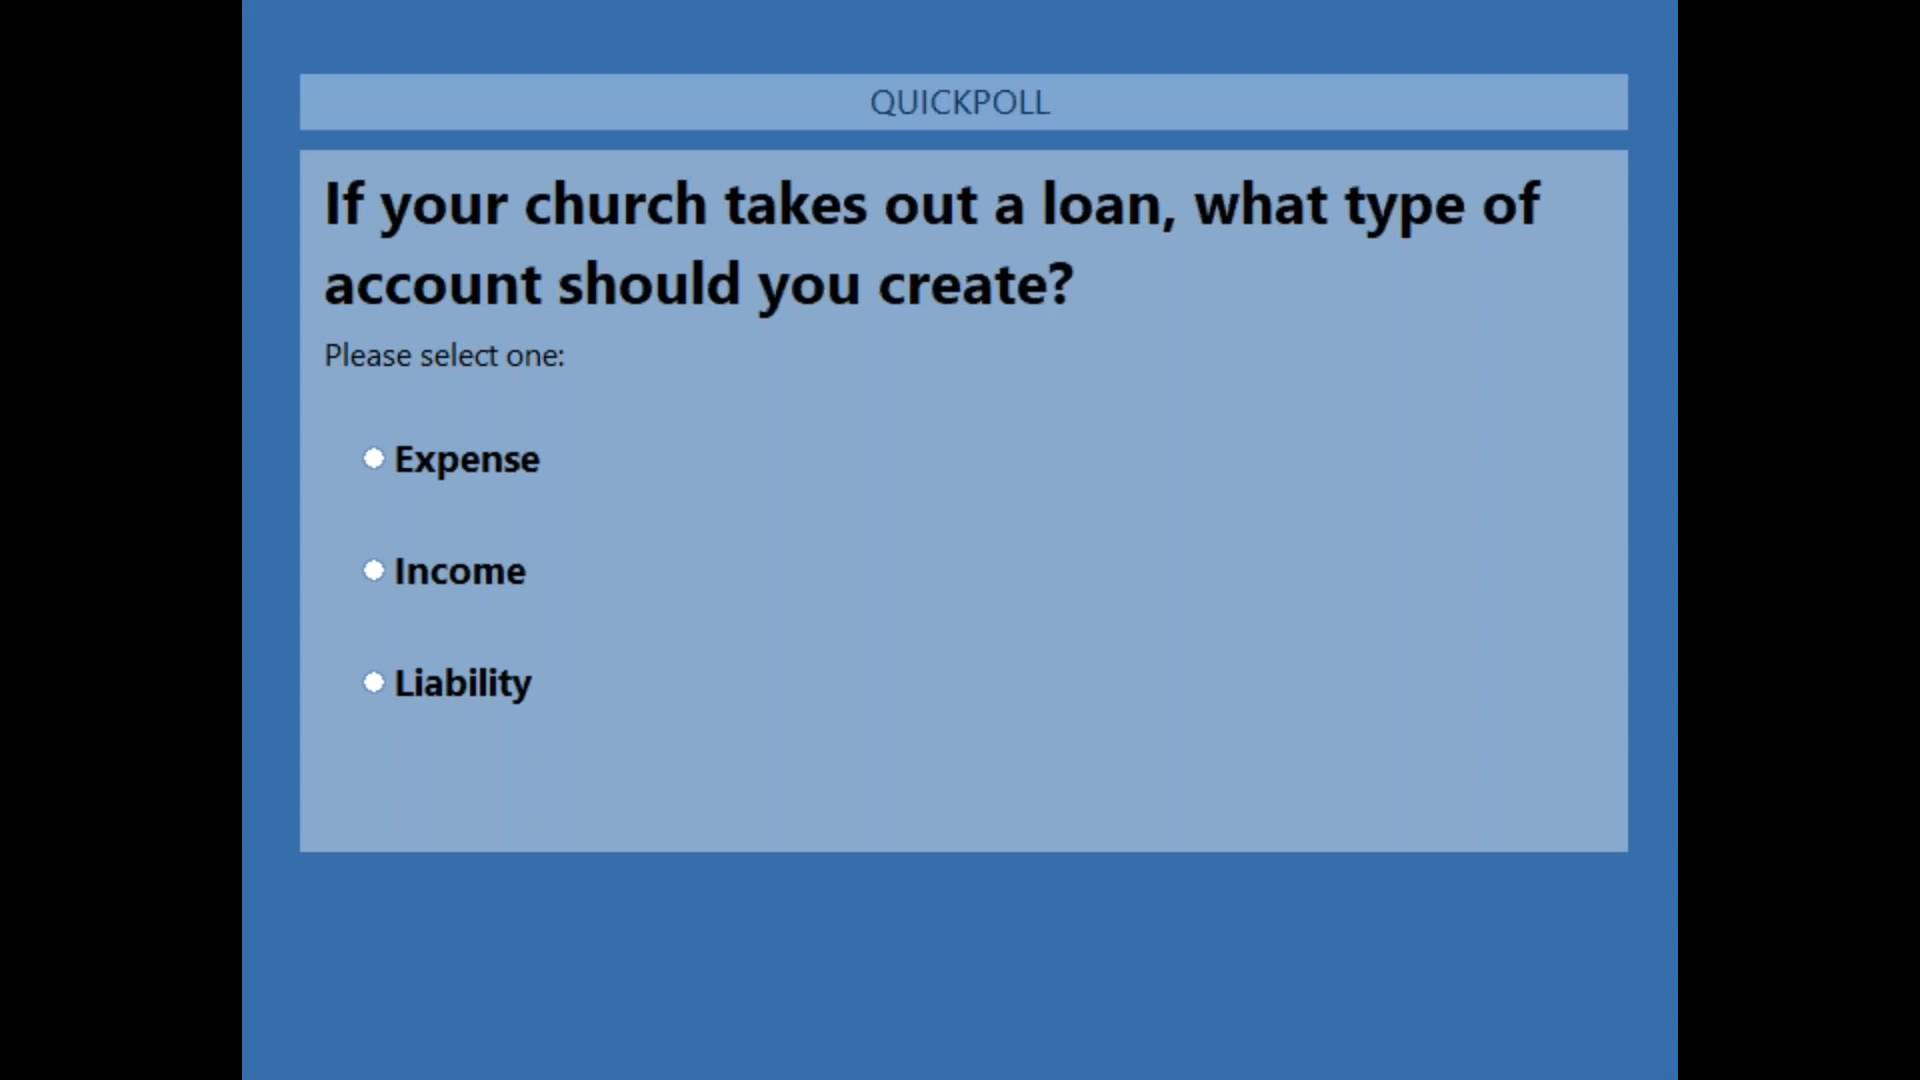 QUICKPOLL
If your church takes out a loan, what type of
account should you create?
Please select one:
Expense
Income
Liability